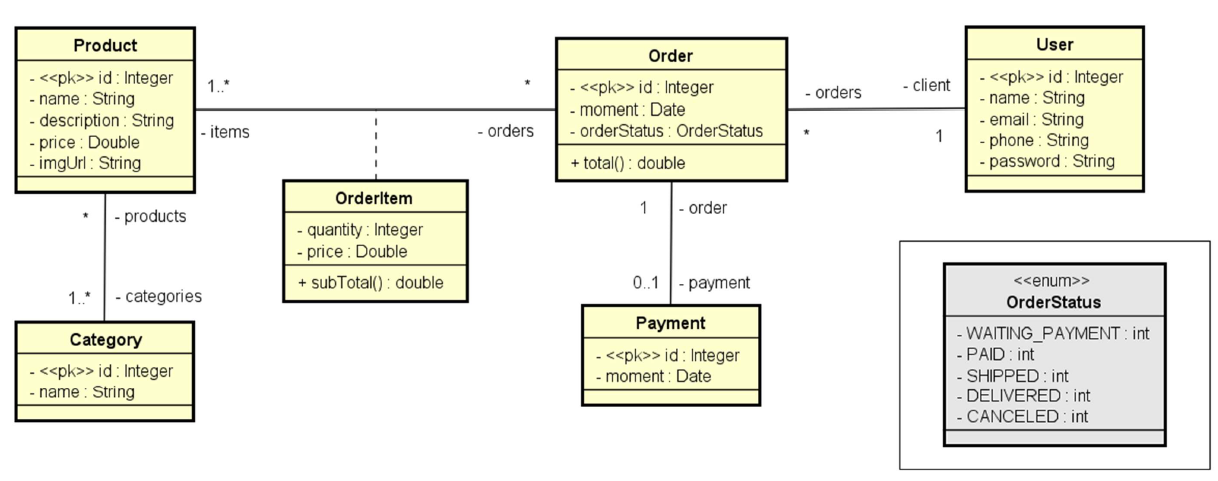 Product
- <<pk>> id : Integer
- name : String
- description : String
- price : Double
- imgUrl : String
1..*
- items
*
- orders
Order
- <<pk>> id : Integer
- moment : Date
- orderStatus : OrderStatus
+ total() : double
- orders
*
- client
1
User
- <<pk>> id : Integer
- name : String
- email : String
- phone : String
- password : String
OrderItem
- quantity : Integer
- price : Double
+ subTotal() : double
* - products
1..* - categories
Category
- <<pk>> id : Integer
- name : String
1 - order
0..1 - payment
Payment
- <<pk>> id : Integer
- moment : Date
<<enum>>
OrderStatus
- WAITING_PAYMENT : int
- PAID : int
- SHIPPED : int
- DELIVERED : int
- CANCELED : int